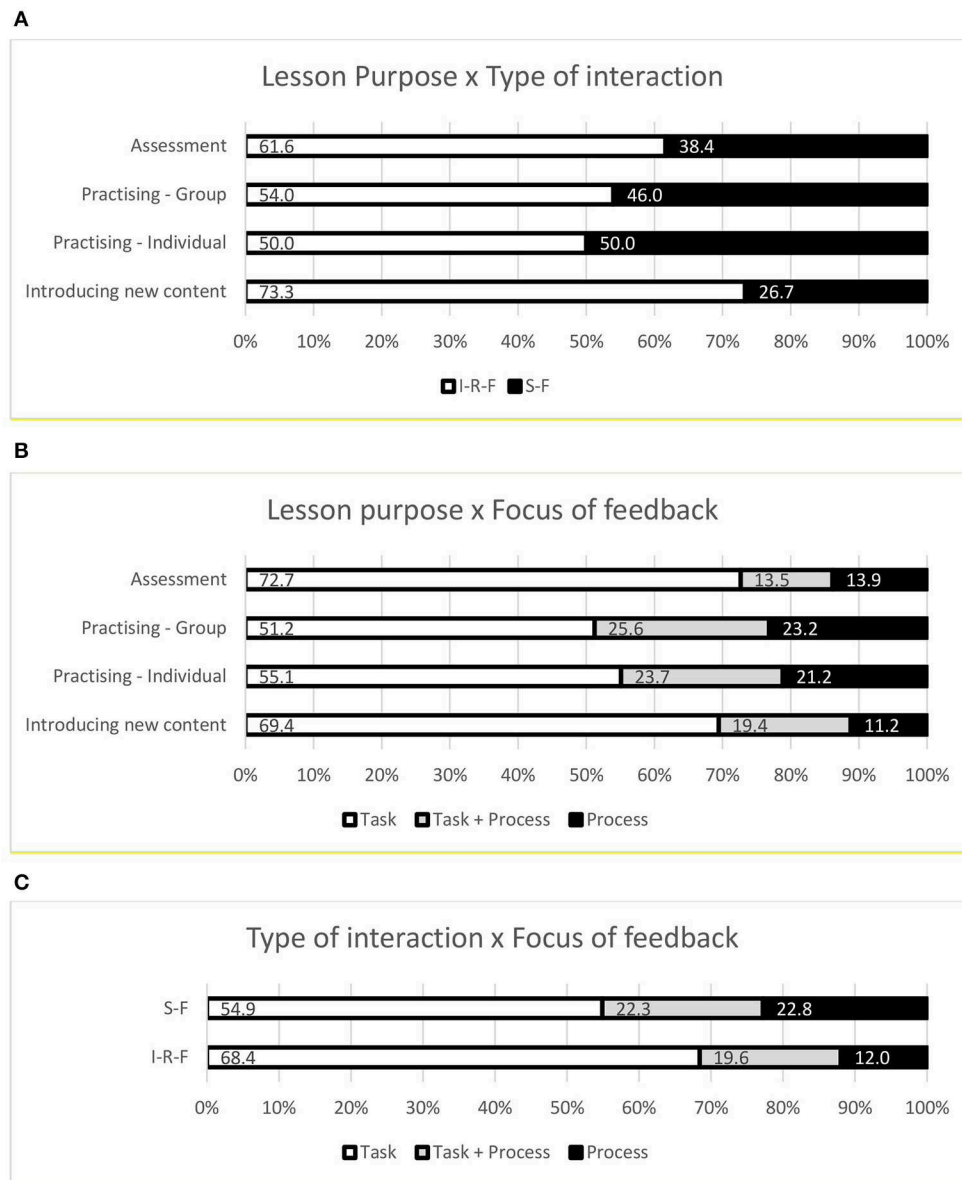 A
Lesson Purpose x Type of interaction
Assessment 61.6 38.4
Practising - Group 54.0 46.0
Practising - Individual 50.0 50.0
Introducing new content 73.3 26.7
0% 10% 20% 30% 40% 50% 60% 70% 80% 90% 100%
I-R-F S-F
B
Lesson purpose x Focus of feedback
Assessment 72.7 13.5 13.9
Practising - Group 51.2 25.6 23.2
Practising - Individual 55.1 23.7 21.2
Introducing new content 69.4 19.4 11.2
0% 10% 20% 30% 40% 50% 60% 70% 80% 90% 100%
Task Task + Process Process
C
Type of interaction x Focus of feedback
S-F 54.9 22.3 22.8
I-R-F 68.4 19.6 12.0
0% 10% 20% 30% 40% 50% 60% 70% 80% 90% 100%
Task Task + Process Process